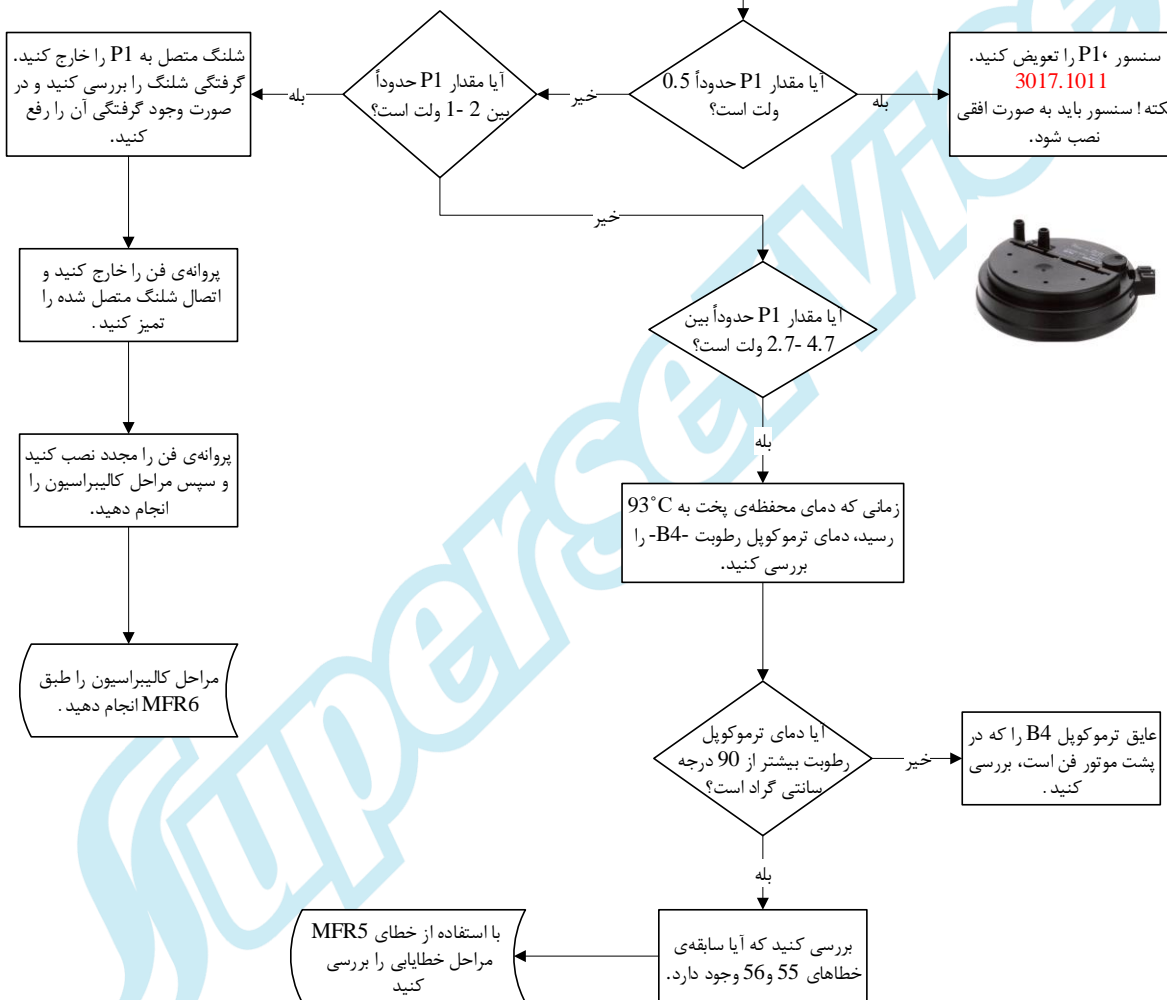 شلنگ متصل به P1 را خارج کنید.
گرفتگی شلنگ را بررسی کنید و در
صورت وجود گرفتگی آن را رفع
کنید.
آیا مقدار P1 حدوداً
بین 2 -1 ولت است؟
آیا مقدار P1 حدوداً 0.5
ولت است؟
سنسور ،P1 را تعویض کنید.
3017.1011
نکته ! سنسور باید به صورت افقی
نصب شود.
بله
خیر
بله
خیر
پروانه‌ی فن را خارج کنید و
اتصال شلنگ متصل شده را
تمیز کنید .
آیا مقدار P1 حدوداً بین
2.7- 4.7 ولت است؟
بله
پروانه‌ی فن را مجدد نصب کنید
و سپس مراحل کالیبراسیون را
انجام دهید.
زمانی که دمای محفظه‌ی پخت به 93˚C
رسید، دمای ترموکوپل رطوبت -B4- را
بررسی کنید.
مراحل کالیبراسیون را طبق
MFR6 انجام دهید .
آیا دمای ترموکوپل
رطوبت بیشتر از 90 درجه
سانتی گراد است؟
خیر
عایق ترموکوپل B4 را که در
پشت موتور فن است، بررسی
کنید .
بله
بررسی کنید که آیا سابقه‌ی
خطاهای 55 و56 وجود دارد.
با استفاده از خطای MFR5
مراحل خطایابی را بررسی
کنید
Superservice